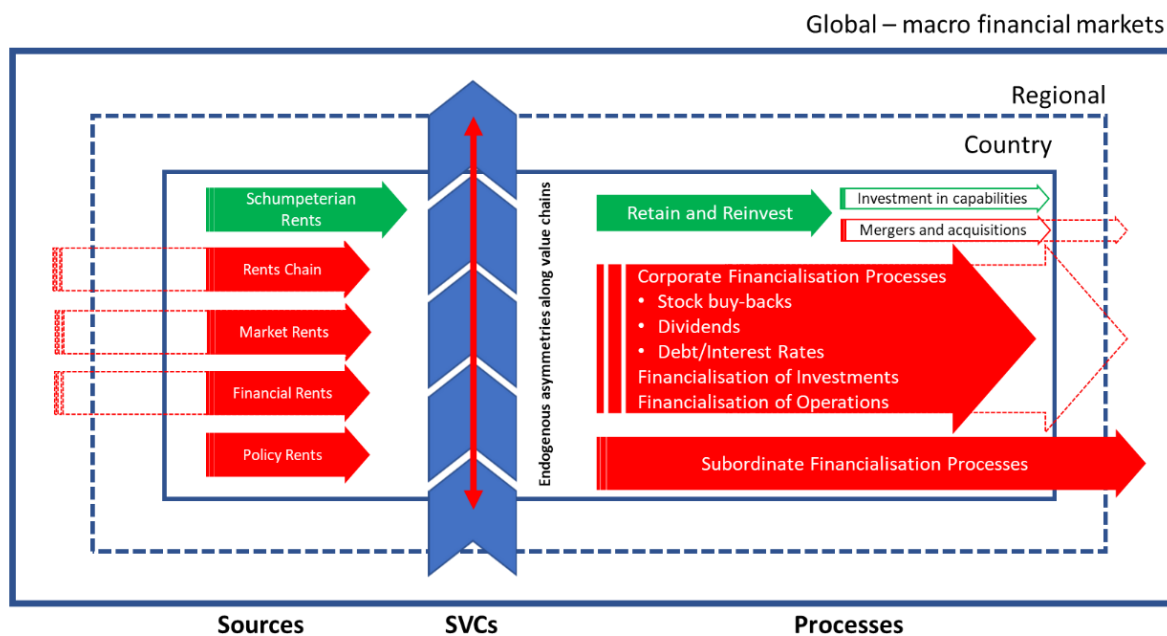 Global – macro financial markets
Regional
Country
Schumpeterian
Rents
Rents Chain
Market Rents
Financial Rents
Policy Rents
Endogenous asymmetries along value chains
Retain and Reinvest
Investment in capabilities
Mergers and acquisitions
Corporate Financialisation Processes
• Stock buy-backs
• Dividends
• Debt/Interest Rates
Financialisation of Investments
Financialisation of Operations
Subordinate Financialisation Processes
Sources
SVCs
Processes